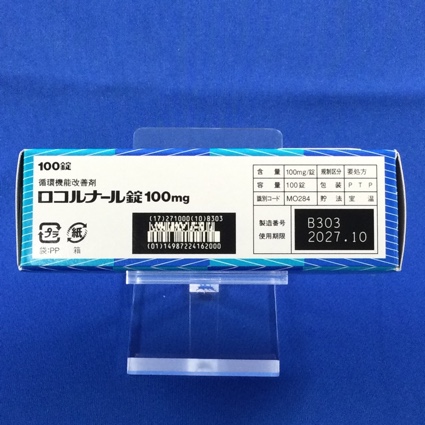 100錠
循環機能改善剤
ロコルナール錠100mg
(17)271000(10)B303
(01)14987224162000
プラ
紙
袋:PP
箱
含量 100mg/錠 規制区分 要処方
容量 100錠 包装 PTP
識別コード MO284 貯法 室温
製造番号 B303
使用期限 2027.10